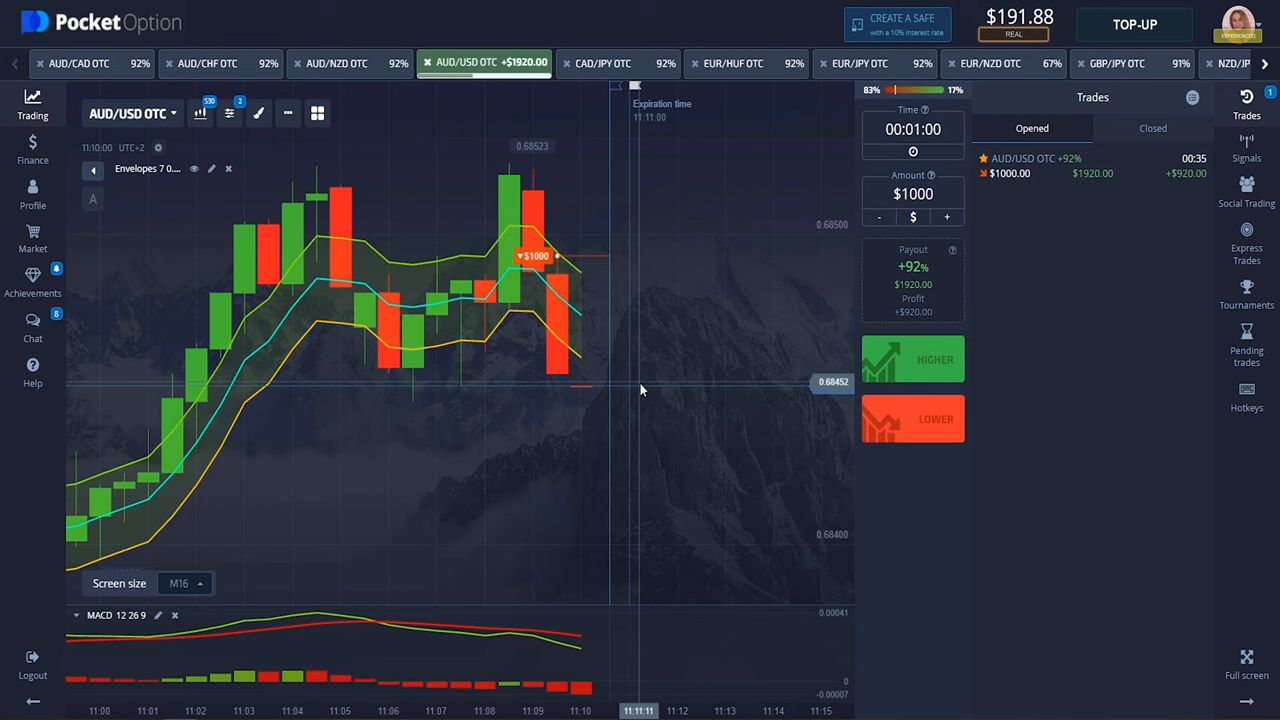 PocketOption
CREATE A SAFE
with a 10% interest rate
$191.88
REAL
TOP-UP
EXPERIENCED
AUD/CAD OTC 92%
AUD/CHF OTC 92%
AUD/NZD OTC 92%
AUD/USD OTC +$1920.00
CAD/JPY OTC 92%
EUR/HUF OTC 92%
EUR/JPY OTC 92%
EUR/NZD OTC 67%
GBP/JPY OTC 91%
NZD/JP
Trading
Finance
Profile
Market
Achievements
8
Chat
Help
Logout
AUD/USD OTC
530
2
11:10:00 UTC+2
Envelopes 7 0....
A
Expiration time
11:11:00
0.68523
0.68500
$1000
0.68452
0.68400
Screen size M16
MACD 12 26 9
0.00041
0
-0.00007
11:00 11:01 11:02 11:03 11:04 11:05 11:06 11:07 11:08 11:09 11:10 11:11:11 11:12 11:13 11:14 11:15
83% 17%
Time
00:01:00
Amount
$1000
- $ +
Payout
+92%
$1920.00
Profit
+$920.00
HIGHER
LOWER
Trades
Opened Closed
AUD/USD OTC +92% 00:35
$1000.00 $1920.00 +$920.00
1
Trades
Signals
Social Trading
Express
Trades
Tournaments
Pending
trades
Hotkeys
Full screen